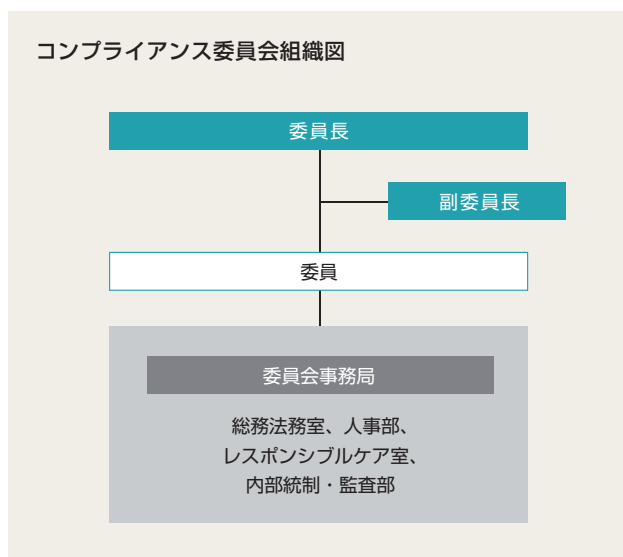 コンプライアンス委員会組織図
委員長
副委員長
委員
委員会事務局
総務法務室、人事部、
レスポンシブルケア室、
内部統制・監査部